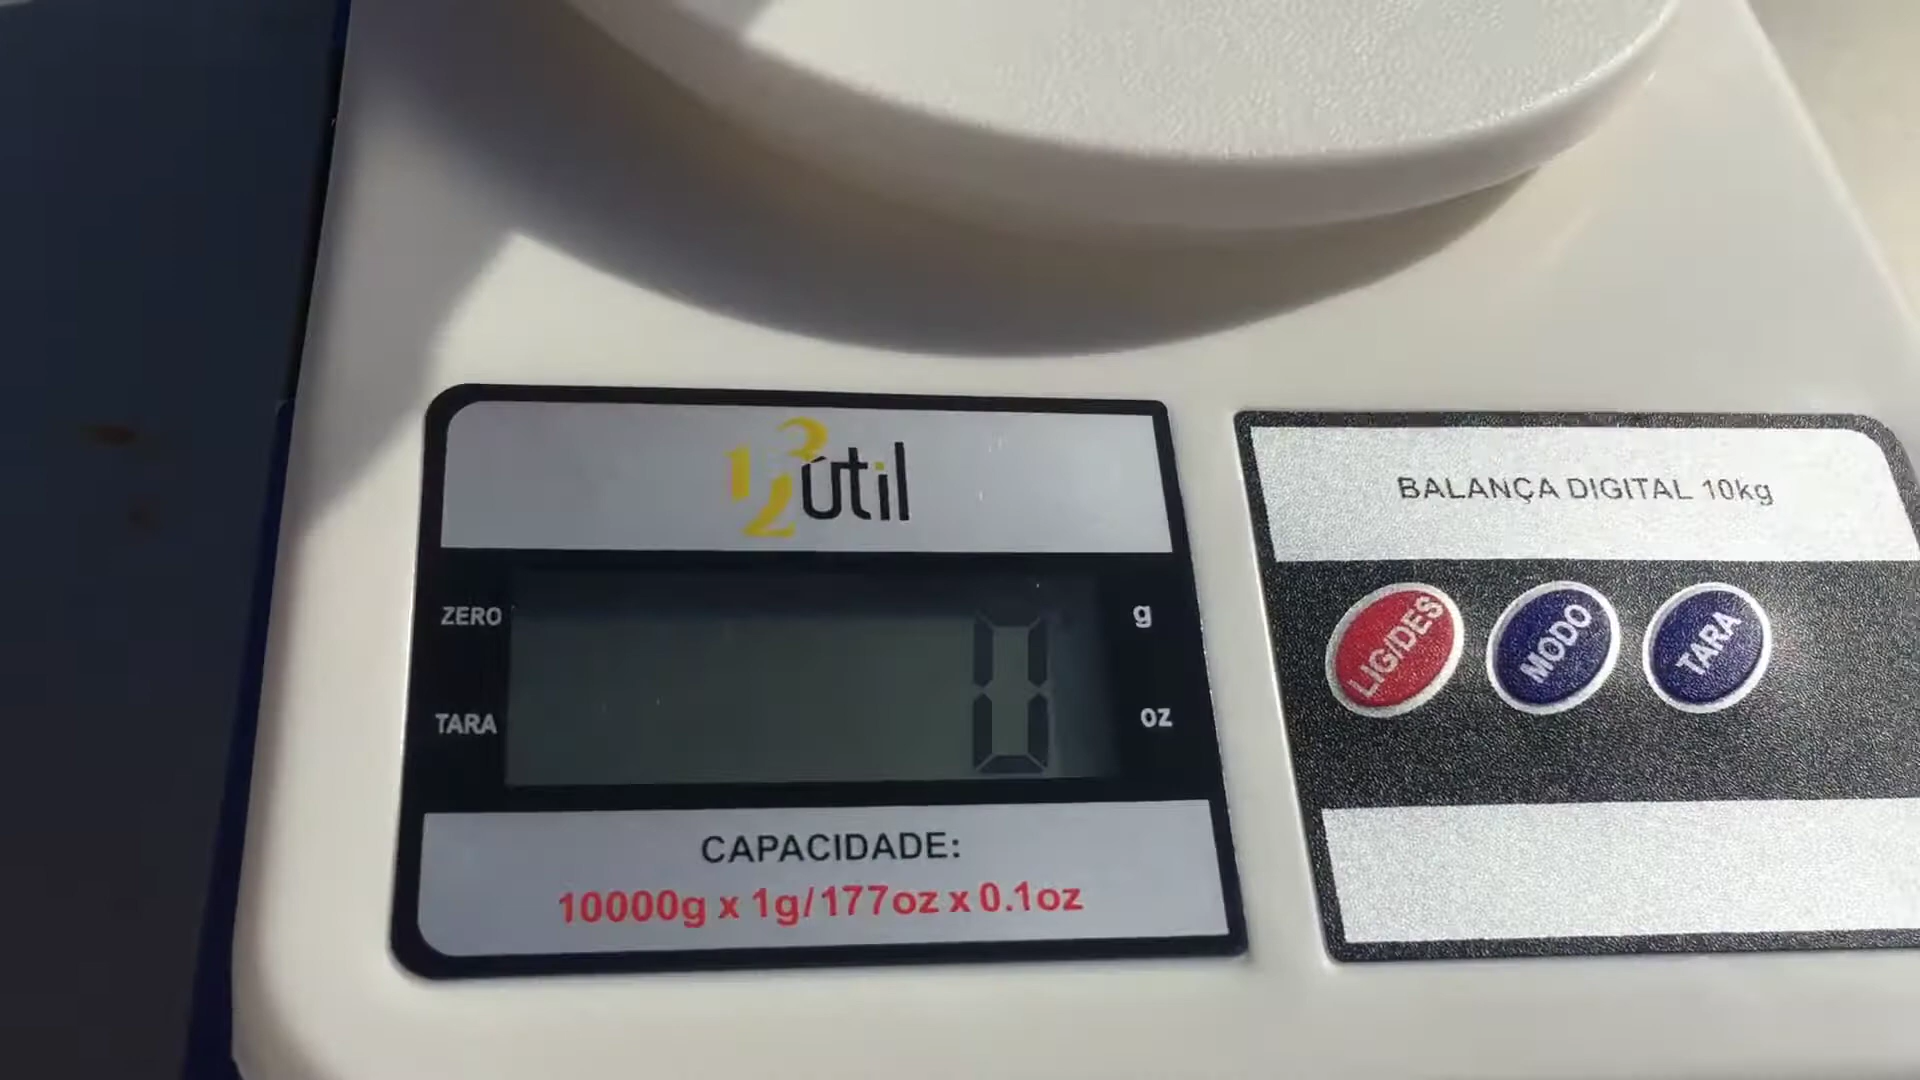 123útil
ZERO
TARA
0
g
oz
CAPACIDADE:
10000g x 1g/177oz x 0.1oz
BALANÇA DIGITAL 10kg
LIG/DES
MODO
TARA